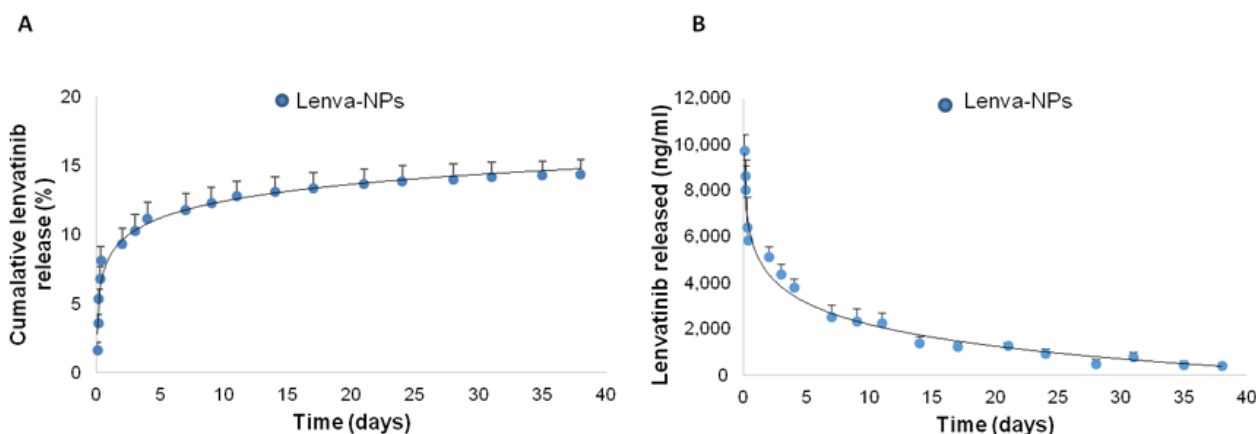 A
B
Lenva-NPs
Cumalative lenvatinib
release (%)
20
15
10
5
0
0 5 10 15 20 25 30 35 40
Time (days)
Lenva-NPs
Lenvatinib released (ng/ml)
12,000
10,000
8,000
6,000
4,000
2,000
0
0 5 10 15 20 25 30 35 40
Time (days)